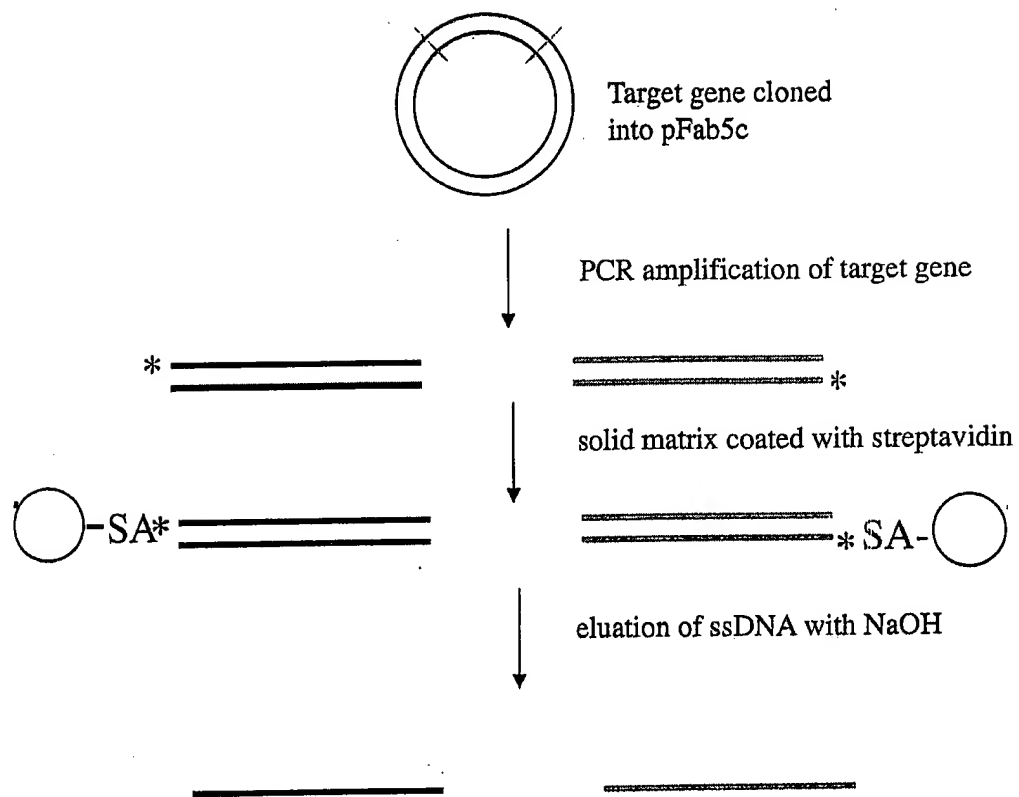 Target gene cloned
into pFab5c
PCR amplification of target gene
*
*
solid matrix coated with streptavidin
-SA*
* SA-
eluation of ssDNA with NaOH